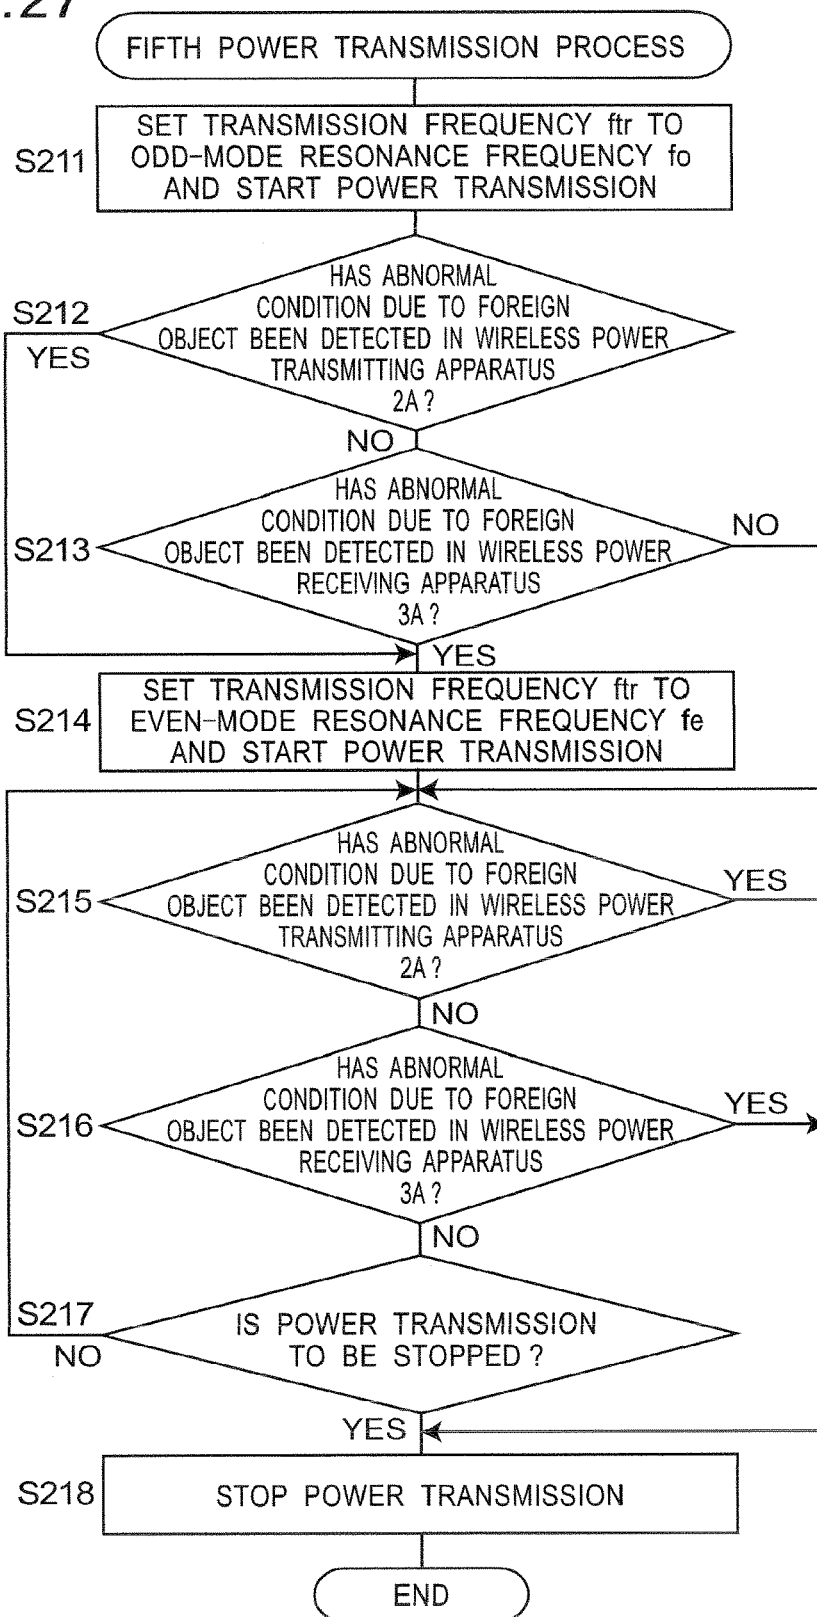 .27
FIFTH POWER TRANSMISSION PROCESS
S211
SET TRANSMISSION FREQUENCY ftr TO
ODD-MODE RESONANCE FREQUENCY fo
AND START POWER TRANSMISSION
S212
YES
HAS ABNORMAL
CONDITION DUE TO FOREIGN
OBJECT BEEN DETECTED IN WIRELESS POWER
TRANSMITTING APPARATUS
2A ?
NO
S213
HAS ABNORMAL
CONDITION DUE TO FOREIGN
OBJECT BEEN DETECTED IN WIRELESS POWER
RECEIVING APPARATUS
3A ?
NO
YES
S214
SET TRANSMISSION FREQUENCY ftr TO
EVEN-MODE RESONANCE FREQUENCY fe
AND START POWER TRANSMISSION
S215
HAS ABNORMAL
CONDITION DUE TO FOREIGN
OBJECT BEEN DETECTED IN WIRELESS POWER
TRANSMITTING APPARATUS
2A ?
YES
NO
S216
HAS ABNORMAL
CONDITION DUE TO FOREIGN
OBJECT BEEN DETECTED IN WIRELESS POWER
RECEIVING APPARATUS
3A ?
YES
NO
S217
NO
IS POWER TRANSMISSION
TO BE STOPPED ?
YES
S218
STOP POWER TRANSMISSION
END